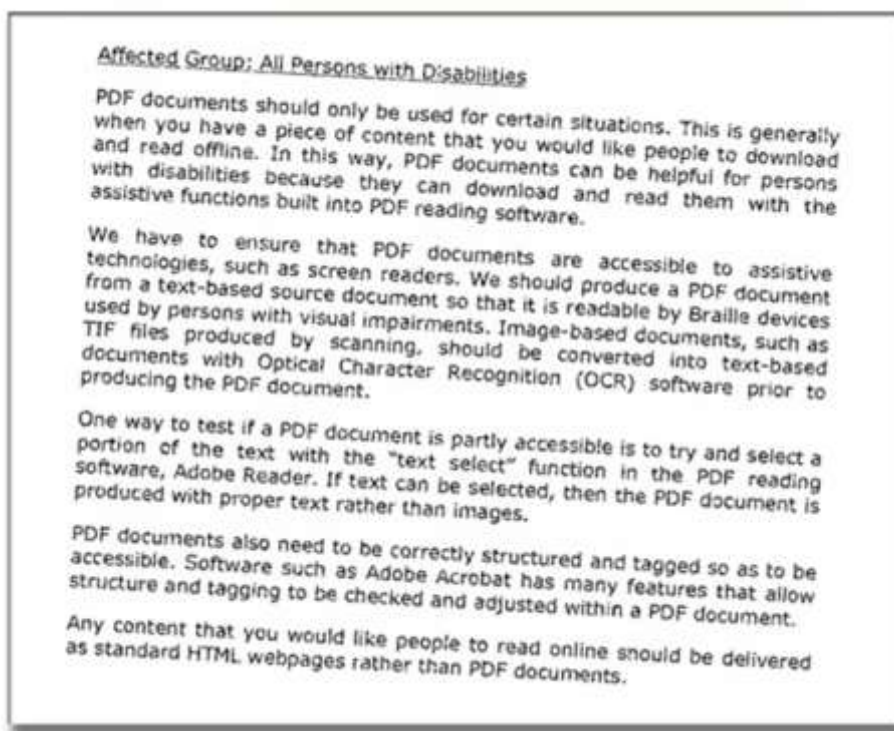 Affected Group: All Persons with Disabilities
PDF documents should only be used for certain situations. This is generally
when you have a piece of content that you would like people to download
and read offline. In this way, PDF documents can be helpful for persons
with disabilities because they can download and read them with the
assistive functions built into PDF reading software.
We have to ensure that PDF documents are accessible to assistive
technologies, such as screen readers. We should produce a PDF document
from a text-based source document so that it is readable by Braille devices
used by persons with visual impairments. Image-based documents, such as
TIF files produced by scanning, should be converted into text-based
documents with Optical Character Recognition (OCR) software prior to
producing the PDF document.
One way to test if a PDF document is partly accessible is to try and select a
portion of the text with the "text select" function in the PDF reading
software, Adobe Reader. If text can be selected, then the PDF document is
produced with proper text rather than images.
PDF documents also need to be correctly structured and tagged so as to be
accessible. Software such as Adobe Acrobat has many features that allow
structure and tagging to be checked and adjusted within a PDF document.
Any content that you would like people to read online should be delivered
as standard HTML webpages rather than PDF documents.